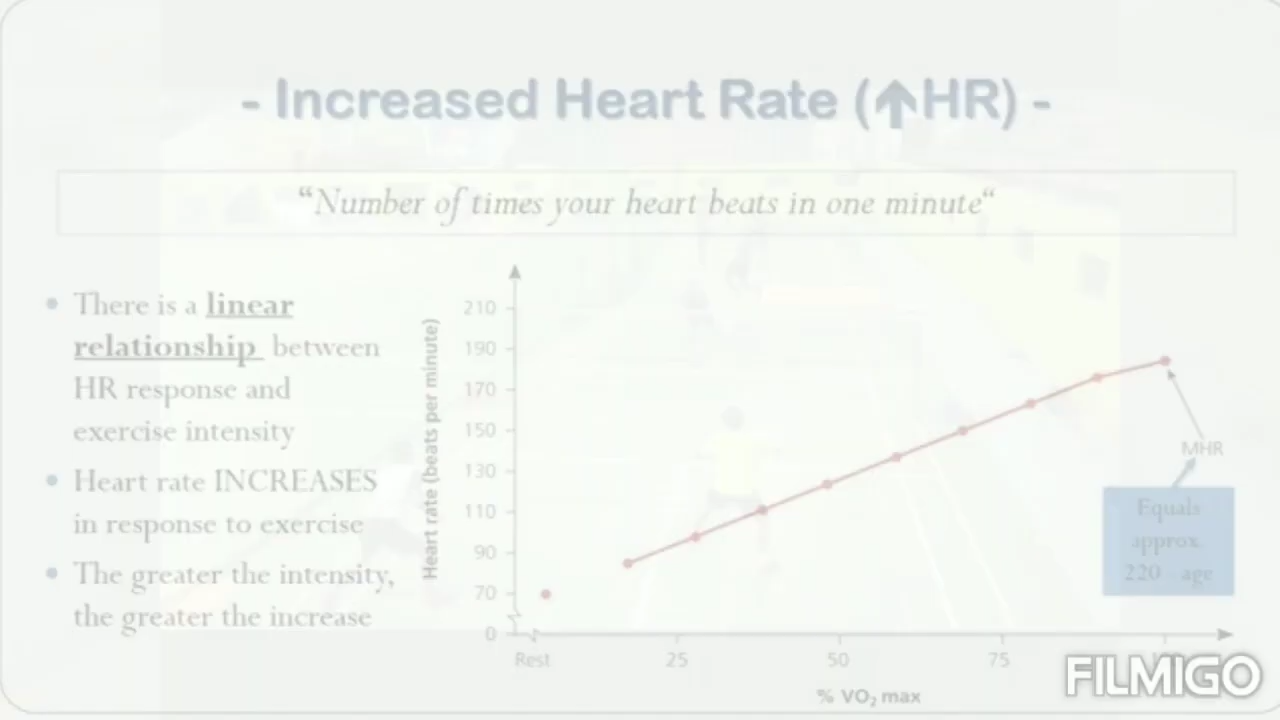 - Increased Heart Rate (↑HR) -
“Number of times your heart beats in one minute“
• There is a linear
relationship between
HR response and
exercise intensity
• Heart rate INCREASES
in response to exercise
• The greater the intensity,
the greater the increase
Heart rate (beats per minute)
210
190
170
150
130
110
90
70
0
Rest
25
50
75
% VO₂ max
MHR
Equals
approx.
220 - age
FILMIGO